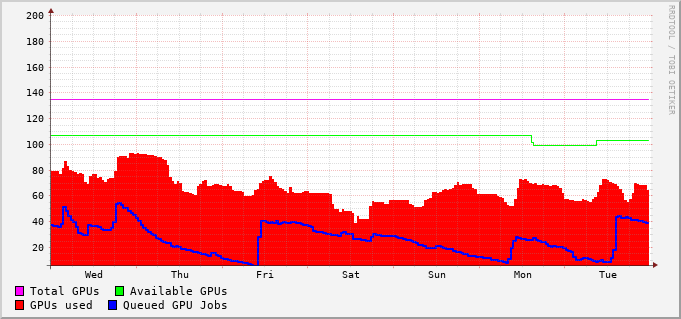 200
180
160
140
120
100
80
60
40
20
Wed Thu Fri Sat Sun Mon Tue
Total GPUs Available GPUs
GPUs used Queued GPU Jobs
RRDTOOL / TOBI OETIKER